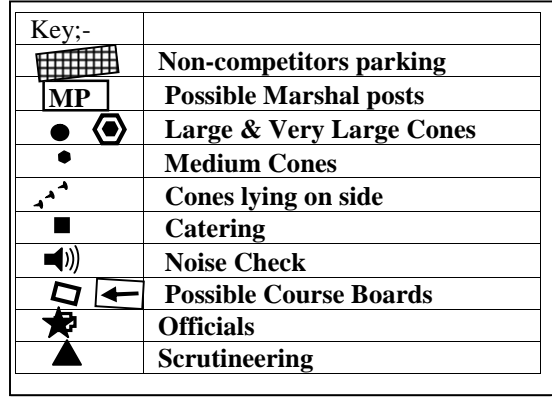 Key;-
Non-competitors parking
MP Possible Marshal posts
Large & Very Large Cones
Medium Cones
Cones lying on side
Catering
Noise Check
Possible Course Boards
Officials
Scrutineering